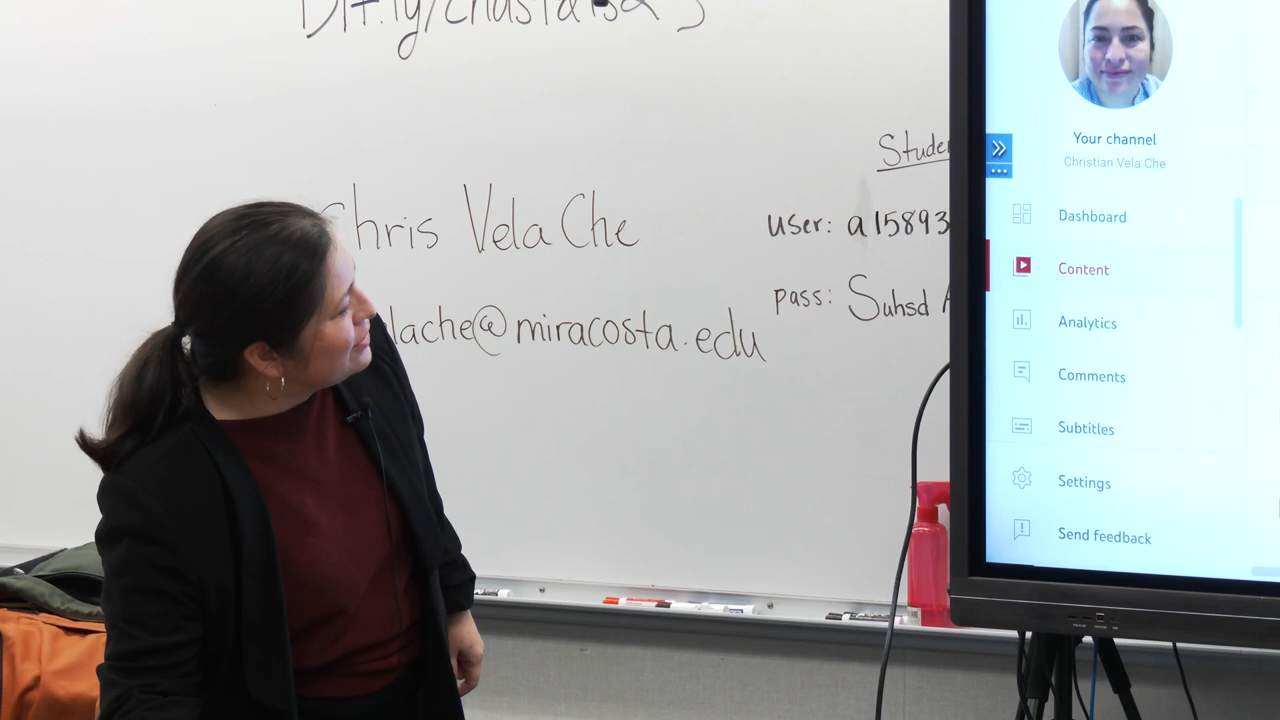 Chris Vela Che
lache@miracosta.edu
user: a15893
pass: Suhsd
Your channel
Christian Vela Che
Dashboard
Content
Analytics
Comments
Subtitles
Settings
Send feedback